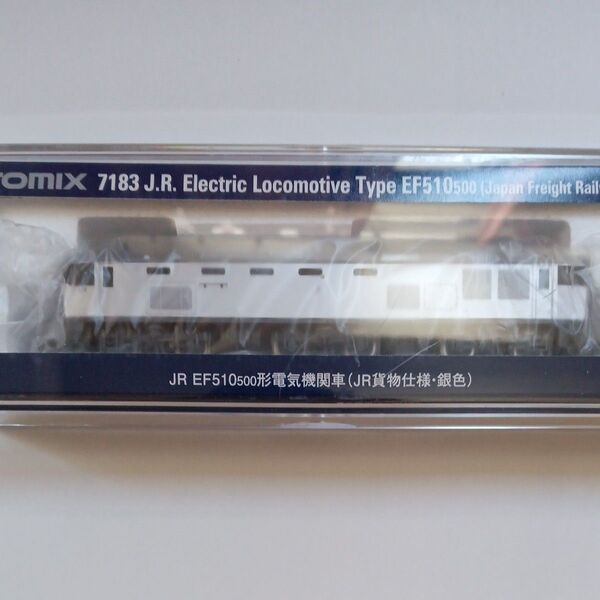 TOMIX 7183 J.R. Electric Locomotive Type EF510500 (Japan Freight Rail
JR EF510500形電気機関車(JR貨物仕様・銀色)